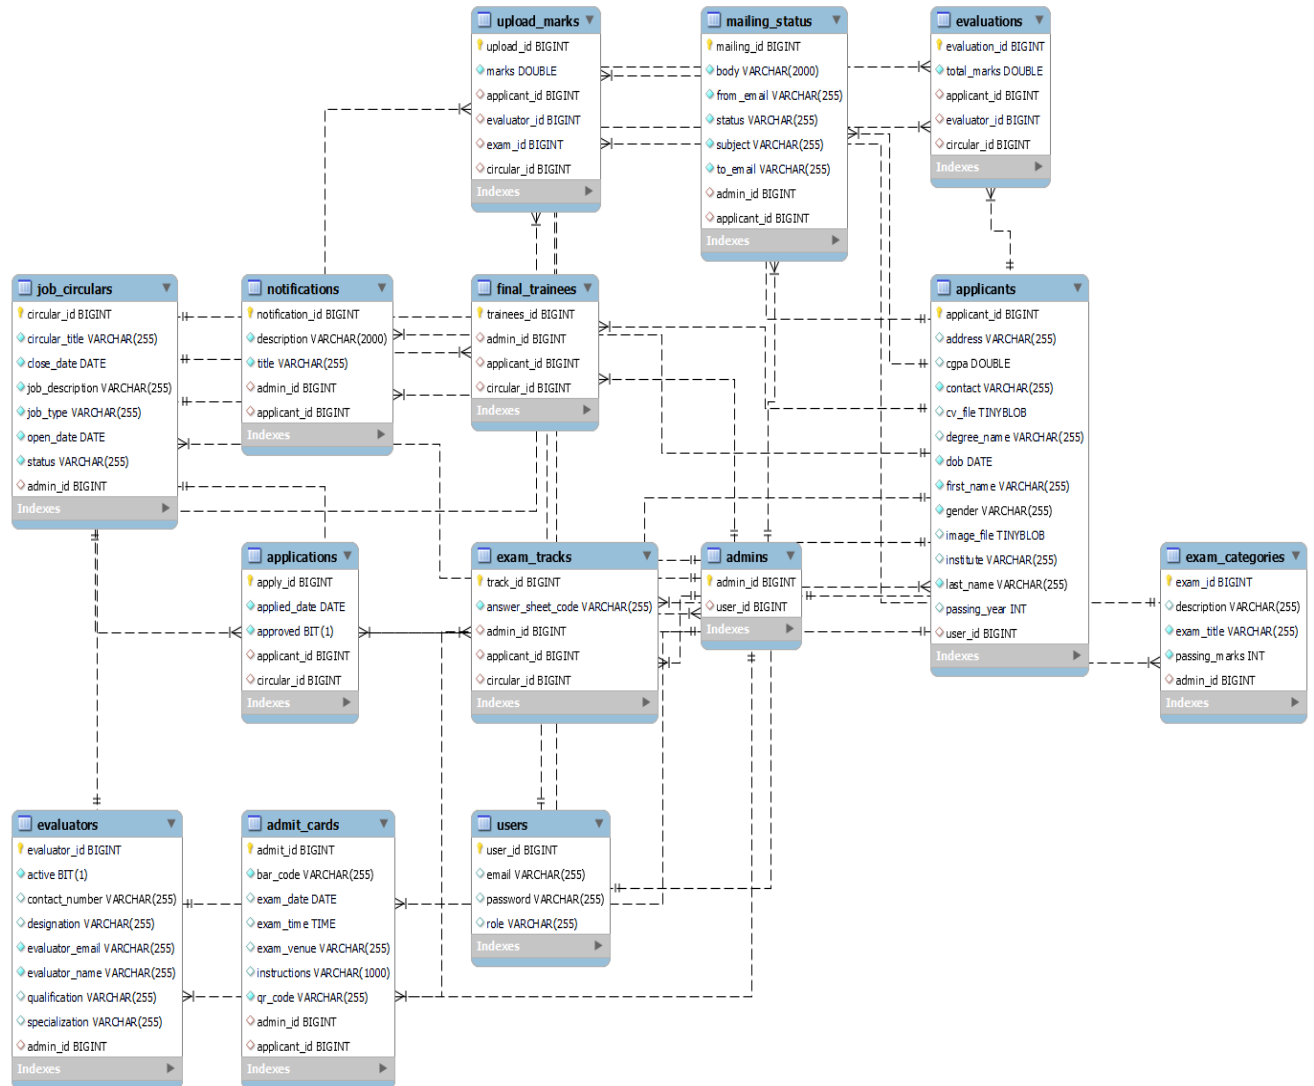 upload_marks
upload_id BIGINT
marks DOUBLE
applicant_id BIGINT
evaluator_id BIGINT
exam_id BIGINT
circular_id BIGINT
Indexes
mailing_status
mailing_id BIGINT
body VARCHAR(2000)
from_email VARCHAR(255)
status VARCHAR(255)
subject VARCHAR(255)
to_email VARCHAR(255)
admin_id BIGINT
applicant_id BIGINT
Indexes
evaluations
evaluation_id BIGINT
total_marks DOUBLE
applicant_id BIGINT
evaluator_id BIGINT
circular_id BIGINT
Indexes
job_circulars
circular_id BIGINT
circular_title VARCHAR(255)
close_date DATE
job_description VARCHAR(255)
job_type VARCHAR(255)
open_date DATE
status VARCHAR(255)
admin_id BIGINT
Indexes
notifications
notification_id BIGINT
description VARCHAR(2000)
title VARCHAR(255)
admin_id BIGINT
applicant_id BIGINT
Indexes
final_trainees
trainees_id BIGINT
admin_id BIGINT
applicant_id BIGINT
circular_id BIGINT
Indexes
applicants
applicant_id BIGINT
address VARCHAR(255)
cgpa DOUBLE
contact VARCHAR(255)
cv_file TINYBLOB
degree_name VARCHAR(255)
dob DATE
first_name VARCHAR(255)
gender VARCHAR(255)
image_file TINYBLOB
institute VARCHAR(255)
last_name VARCHAR(255)
passing_year INT
user_id BIGINT
Indexes
applications
apply_id BIGINT
applied_date DATE
approved BIT(1)
applicant_id BIGINT
circular_id BIGINT
Indexes
exam_tracks
track_id BIGINT
answer_sheet_code VARCHAR(255)
admin_id BIGINT
applicant_id BIGINT
circular_id BIGINT
Indexes
admins
admin_id BIGINT
user_id BIGINT
Indexes
exam_categories
exam_id BIGINT
description VARCHAR(255)
exam_title VARCHAR(255)
passing_marks INT
admin_id BIGINT
Indexes
evaluators
evaluator_id BIGINT
active BIT(1)
contact_number VARCHAR(255)
designation VARCHAR(255)
evaluator_email VARCHAR(255)
evaluator_name VARCHAR(255)
qualification VARCHAR(255)
specialization VARCHAR(255)
admin_id BIGINT
Indexes
admit_cards
admit_id BIGINT
bar_code VARCHAR(255)
exam_date DATE
exam_time TIME
exam_venue VARCHAR(255)
instructions VARCHAR(1000)
qr_code VARCHAR(255)
admin_id BIGINT
applicant_id BIGINT
Indexes
users
user_id BIGINT
email VARCHAR(255)
password VARCHAR(255)
role VARCHAR(255)
Indexes